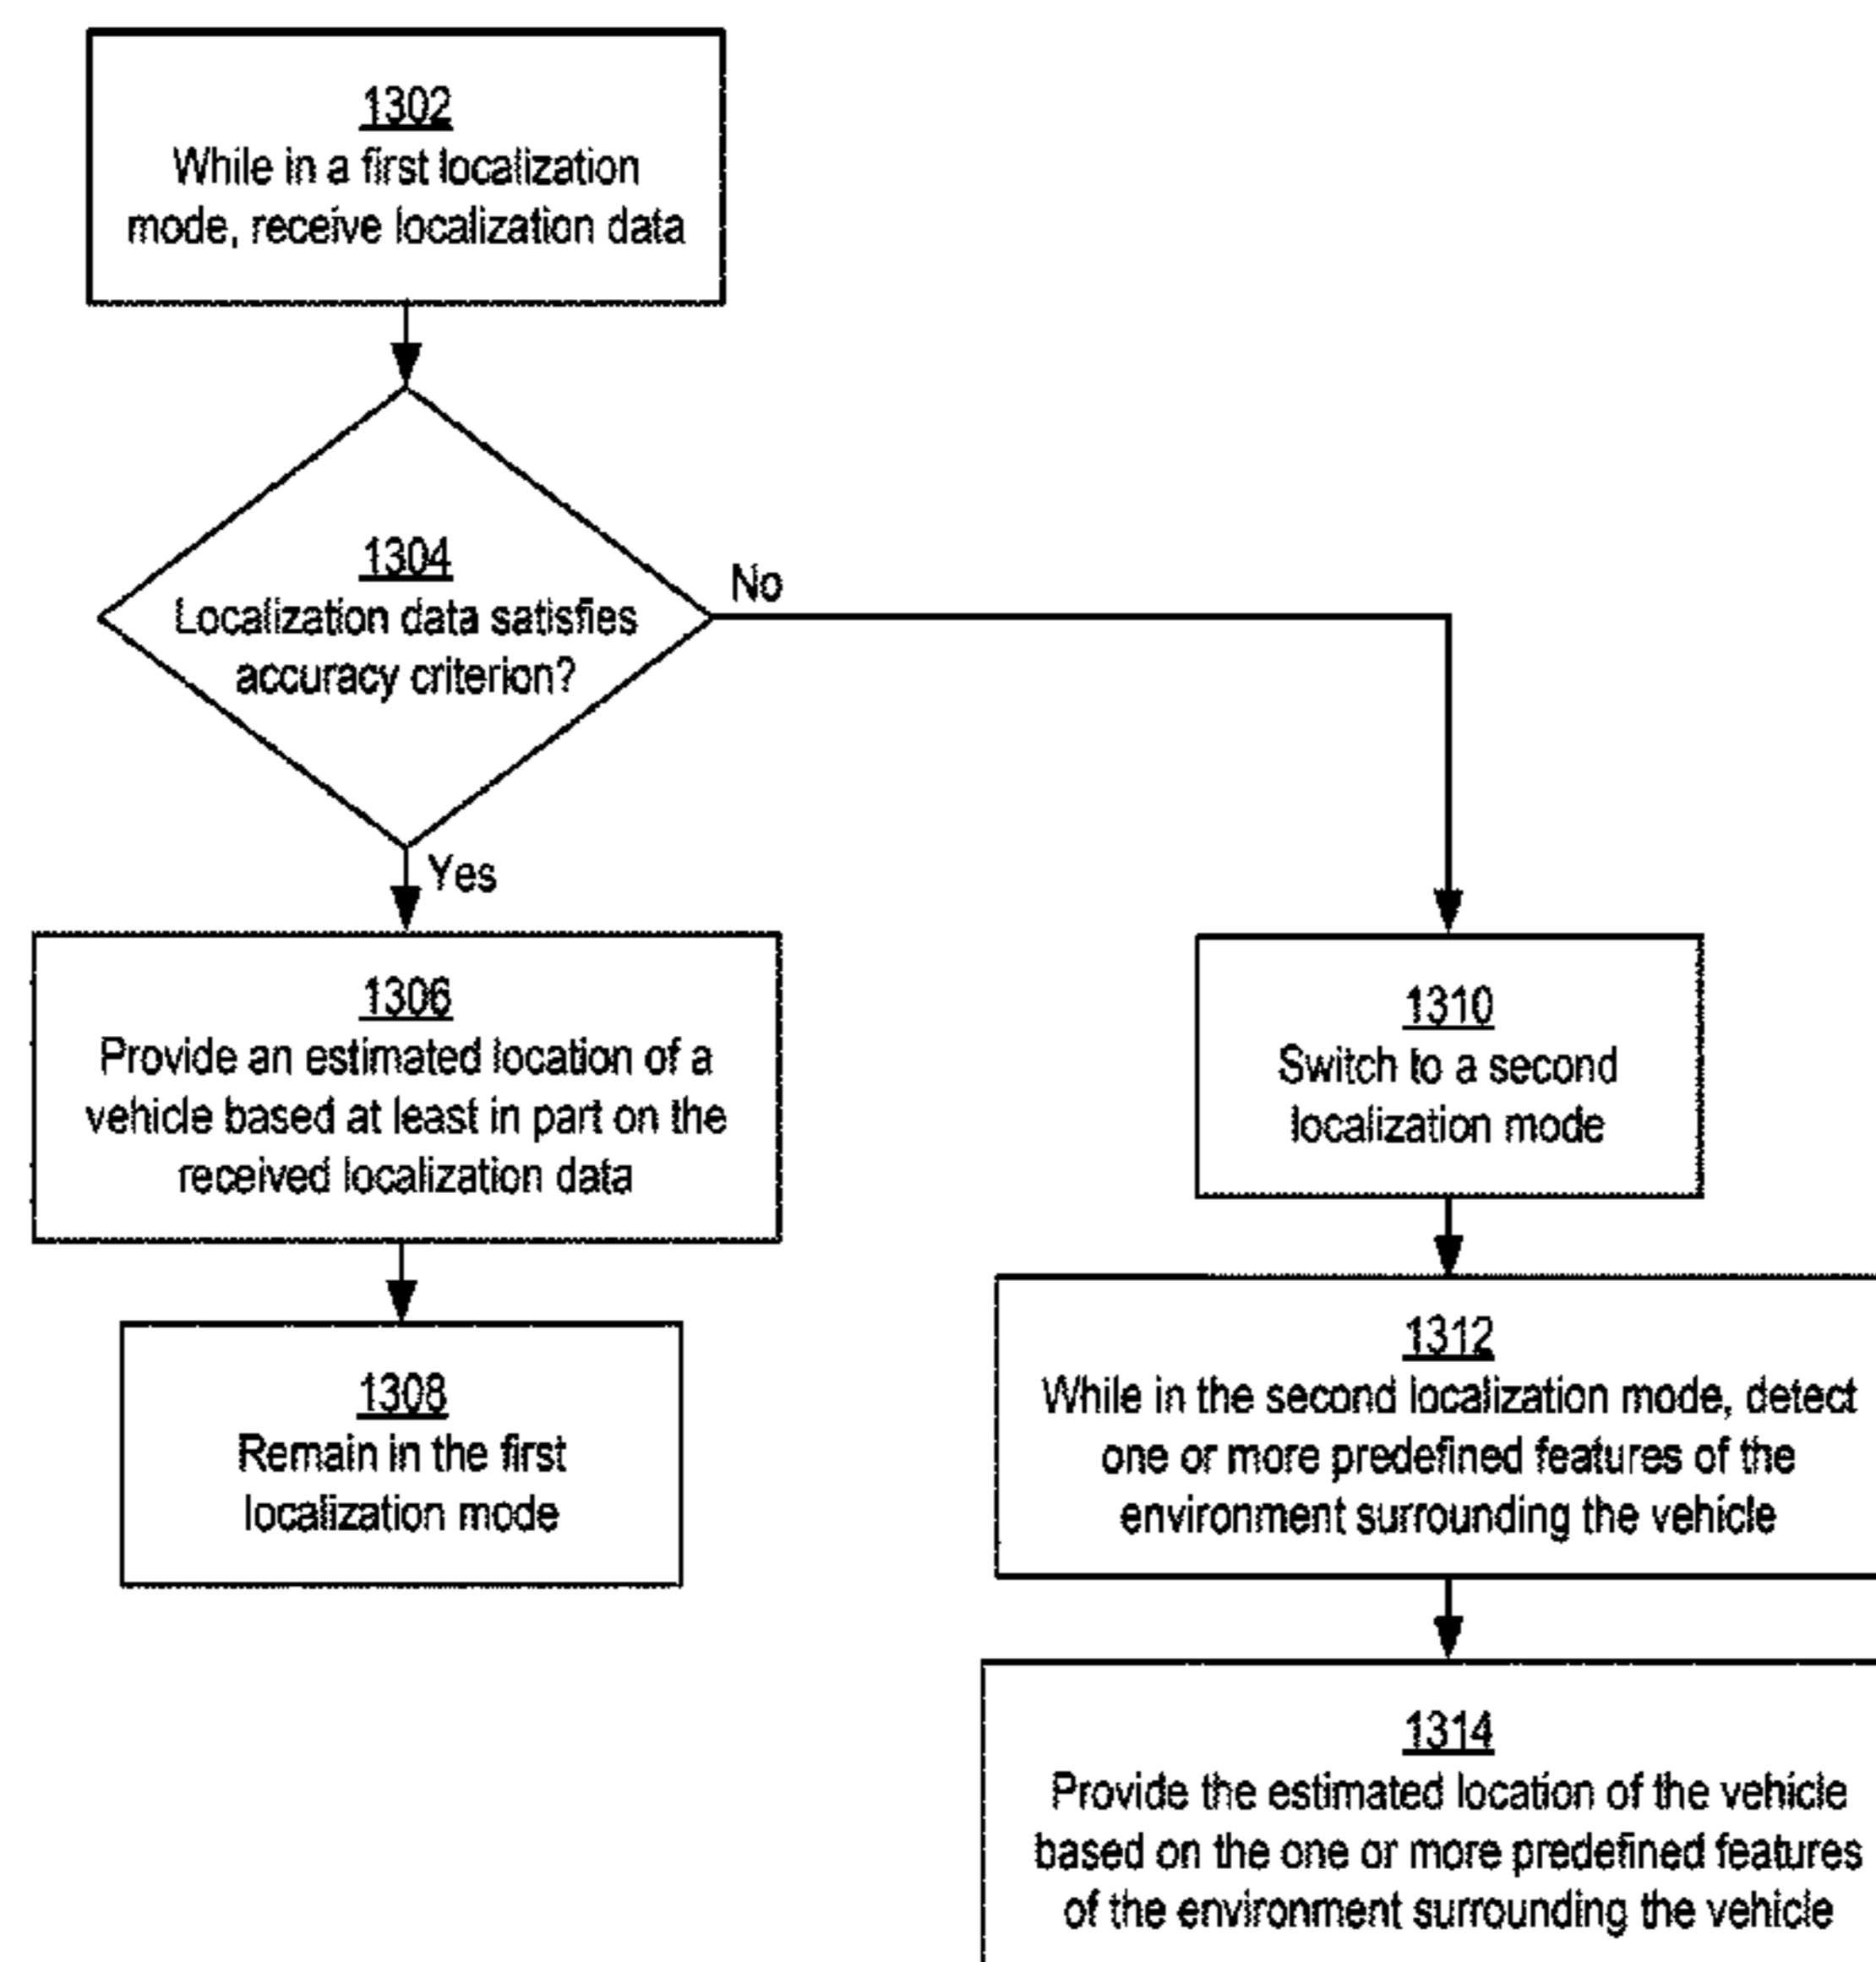 1302
While in a first localization
mode, receive localization data
1304
Localization data satisfies
accuracy criterion?
No
Yes
1306
Provide an estimated location of a
vehicle based at least in part on the
received localization data
1308
Remain in the first
localization mode
1310
Switch to a second
localization mode
1312
While in the second localization mode, detect
one or more predefined features of the
environment surrounding the vehicle
1314
Provide the estimated location of the vehicle
based on the one or more predefined features
of the environment surrounding the vehicle